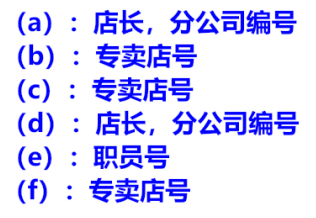 （a）：店长，分公司编号
（b）：专卖店号
（c）：专卖店号
（d）：店长，分公司编号
（e）：职员号
（f）：专卖店号